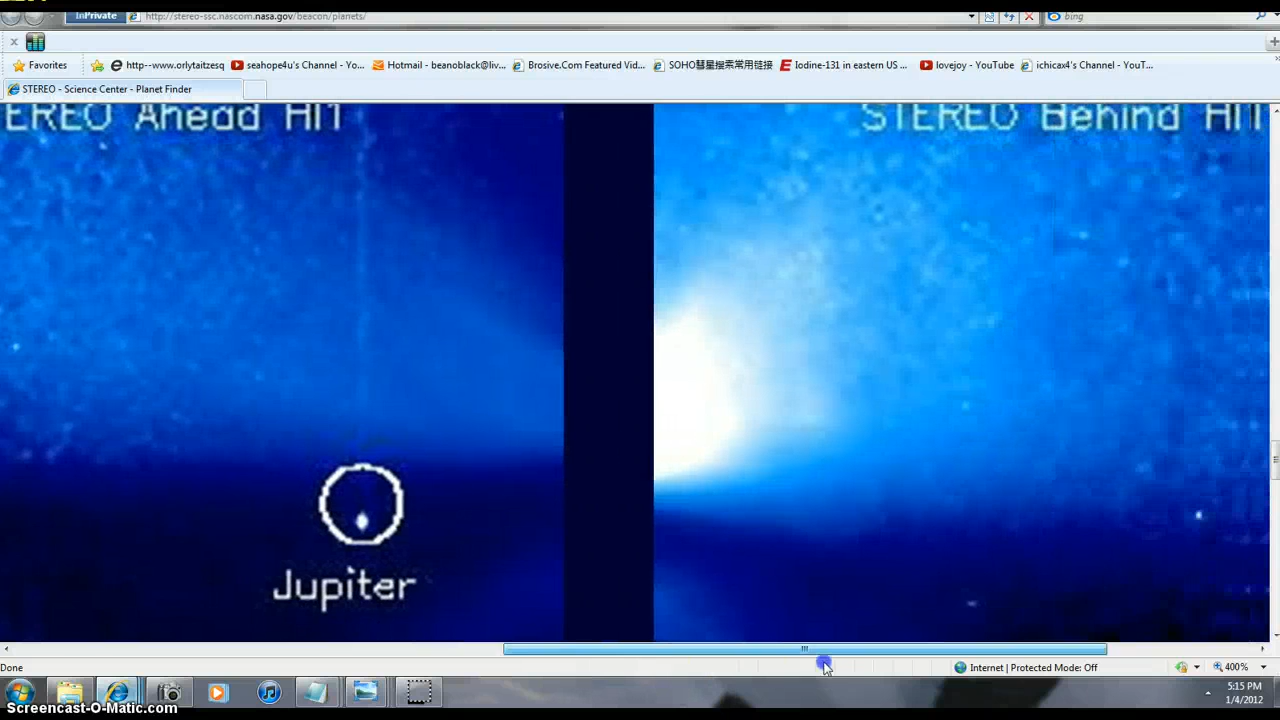 InPrivate http://stereo-ssc.nascom.nasa.gov/beacon/planets/ bing
Favorites http--www.orlytaitzesq seahope4u's Channel - Yo... Hotmail - beanoblack@liv... Brosive.Com Featured Vid... SOHO彗星搜索常用链接 Iodine-131 in eastern US ... lovejoy - YouTube ichicax4's Channel - YouT...
STEREO - Science Center - Planet Finder
EREO Ahead HI1
STEREO Behind HI1
Jupiter
Done Internet | Protected Mode: Off 400%
5:15 PM
1/4/2012
Screencast-O-Matic.com